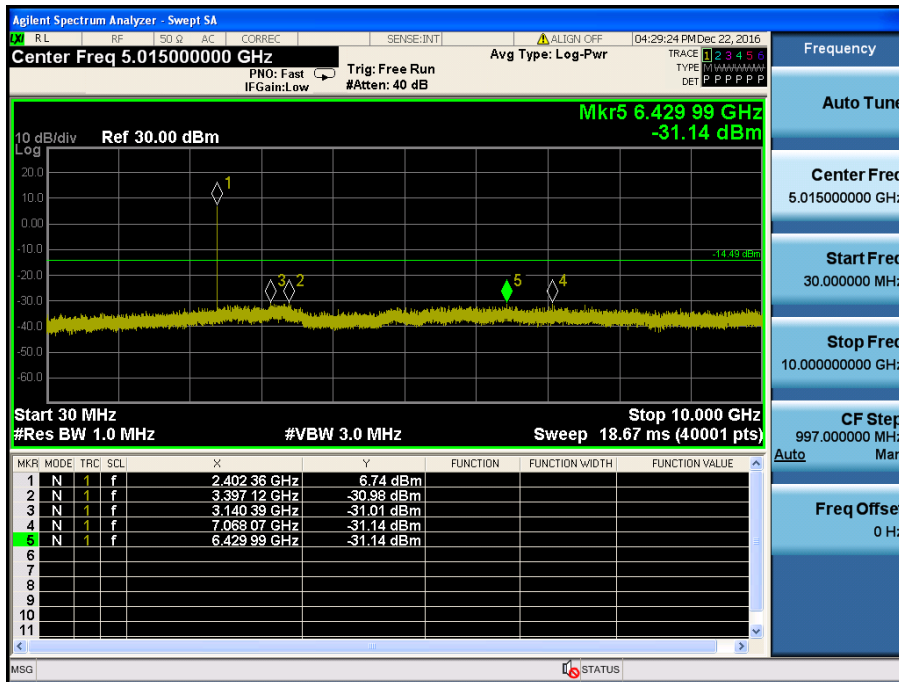 Agilent Spectrum Analyzer - Swept SA
LXI RL RF 50 Ω AC CORREC SENSE:INT ALIGN OFF 04:29:24 PM Dec 22, 2016
Center Freq 5.015000000 GHz
PNO: Fast
IFGain:Low
Trig: Free Run
#Atten: 40 dB
Avg Type: Log-Pwr
TRACE 1 2 3 4 5 6
TYPE M W W W W W
DET P P P P P P
Mkr5 6.429 99 GHz
-31.14 dBm
10 dB/div Ref 30.00 dBm
Log
20.0
10.0
0.00
-10.0
-20.0
-30.0
-40.0
-50.0
-60.0
1
3
2
5
4
-14.49 dBm
Start 30 MHz Stop 10.000 GHz
#Res BW 1.0 MHz #VBW 3.0 MHz Sweep 18.67 ms (40001 pts)
MKR MODE TRC SCL X Y FUNCTION FUNCTION WIDTH FUNCTION VALUE
1 N 1 f 2.402 36 GHz 6.74 dBm
2 N 1 f 3.397 12 GHz -30.98 dBm
3 N 1 f 3.140 39 GHz -31.01 dBm
4 N 1 f 7.068 07 GHz -31.14 dBm
5 N 1 f 6.429 99 GHz -31.14 dBm
6
7
8
9
10
11
MSG STATUS
Frequency
Auto Tune
Center Freq
5.015000000 GHz
Start Freq
30.000000 MHz
Stop Freq
10.000000000 GHz
CF Step
997.000000 MHz
Auto Man
Freq Offset
0 Hz